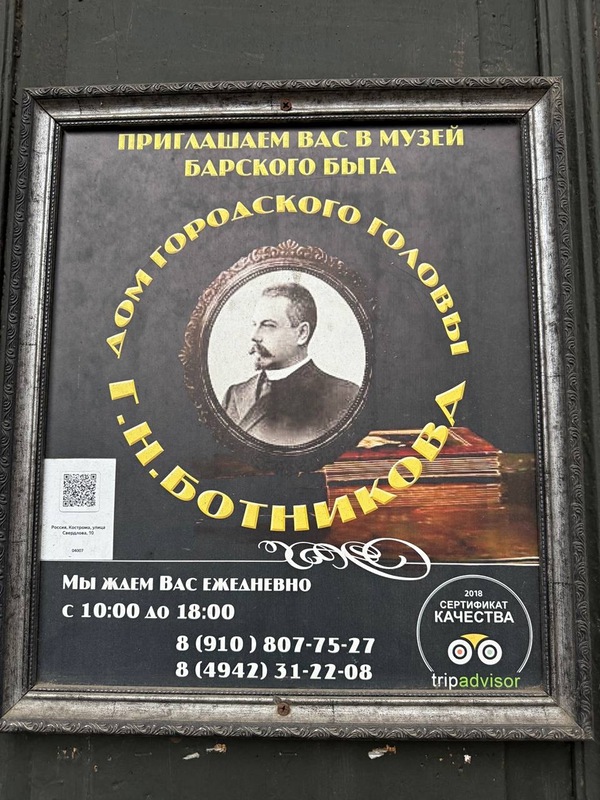 ПРИГЛАШАЕМ ВАС В МУЗЕЙ
БАРСКОГО БЫТА
ДОМ ГОРОДСКОГО ГОЛОВЫ
Г.Н.БОТНИКОВА
Россия, Кострома, улица
Свердлова, 10
04007
Мы ждем Вас ежедневно
с 10:00 до 18:00
8 (910 ) 807-75-27
8 (4942) 31-22-08
2018
СЕРТИФИКАТ
КАЧЕСТВА
tripadvisor